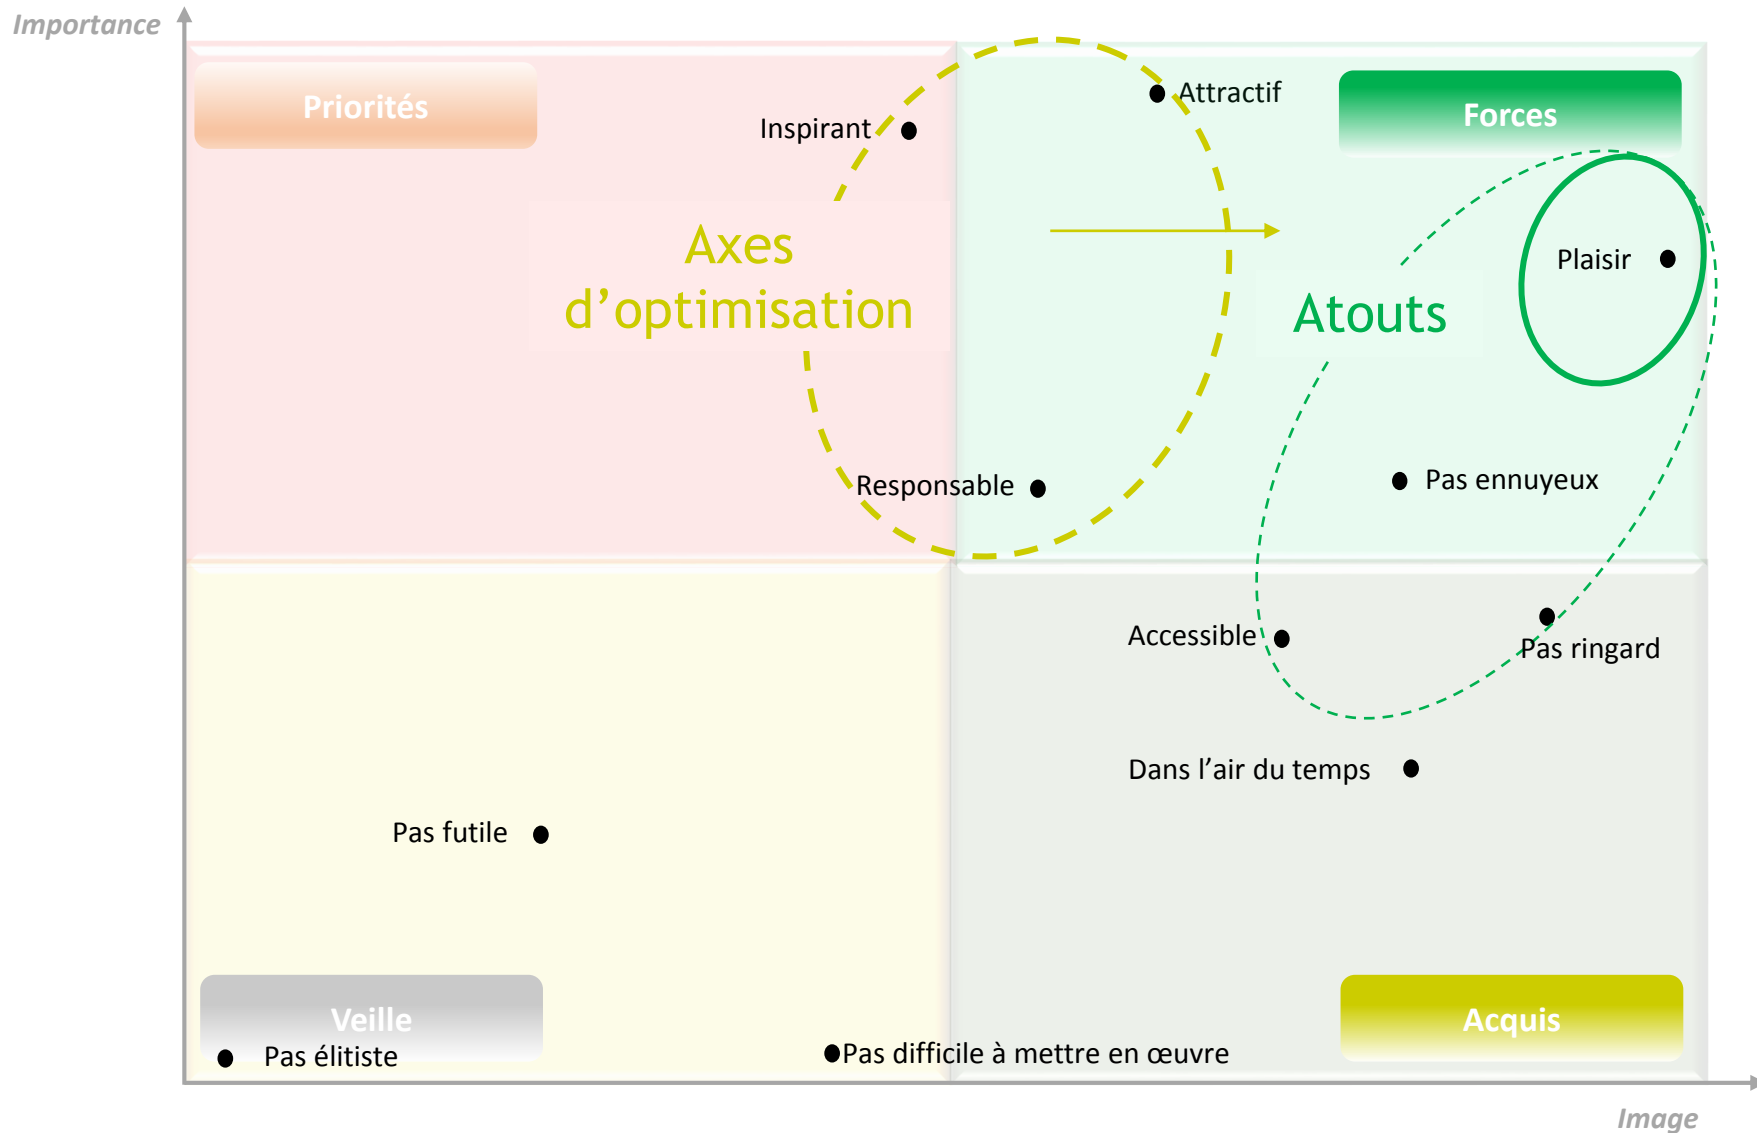 Importance
Priorités
Forces
Attractif
Inspirant
Axes
d’optimisation
Plaisir
Atouts
Responsable
Pas ennuyeux
Accessible
Pas ringard
Dans l’air du temps
Pas futile
Veille
Acquis
Pas élitiste
Pas difficile à mettre en œuvre
Image